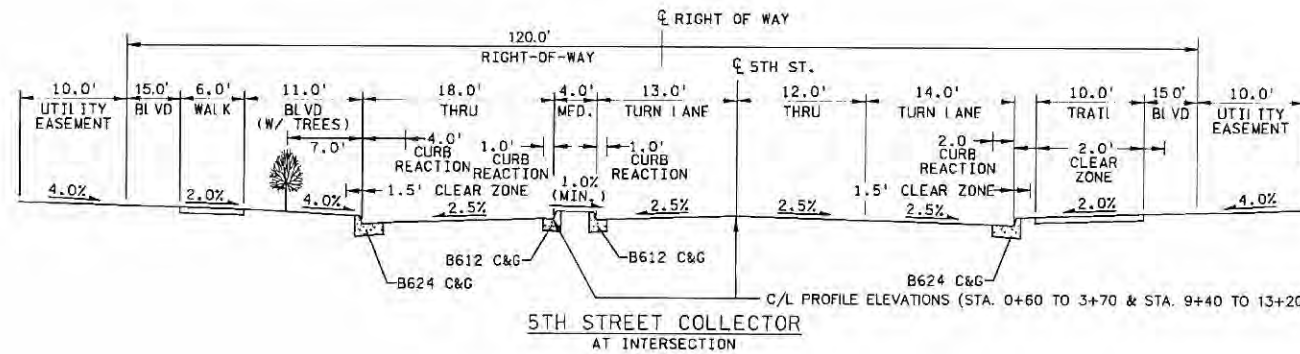 ℄ RIGHT OF WAY
120.0'
RIGHT-OF-WAY
℄ 5TH ST.
10.0' 15.0' 6.0' 11.0' 18.0' 4.0' 13.0' 12.0' 14.0' 10.0' 15.0' 10.0'
UTILITY EASEMENT
BLVD
WALK
BLVD
(W/ TREES)
THRU
MED.
TURN LANE
THRU
TURN LANE
TRAIL
BLVD
UTILITY EASEMENT
7.0'
4.0'
CURB
REACTION
1.0'
CURB
REACTION
1.0'
CURB
REACTION
2.0
CURB
REACTION
2.0'
CLEAR
ZONE
1.5' CLEAR ZONE
1.0%
(MIN.)
1.5' CLEAR ZONE
4.0% 2.0% 4.0% 2.5% 2.5% 2.5% 2.5% 2.0% 4.0%
B624 C&G
B612 C&G
B612 C&G
B624 C&G
C/L PROFILE ELEVATIONS (STA. 0+60 TO 3+70 & STA. 9+40 TO 13+20
5TH STREET COLLECTOR
AT INTERSECTION